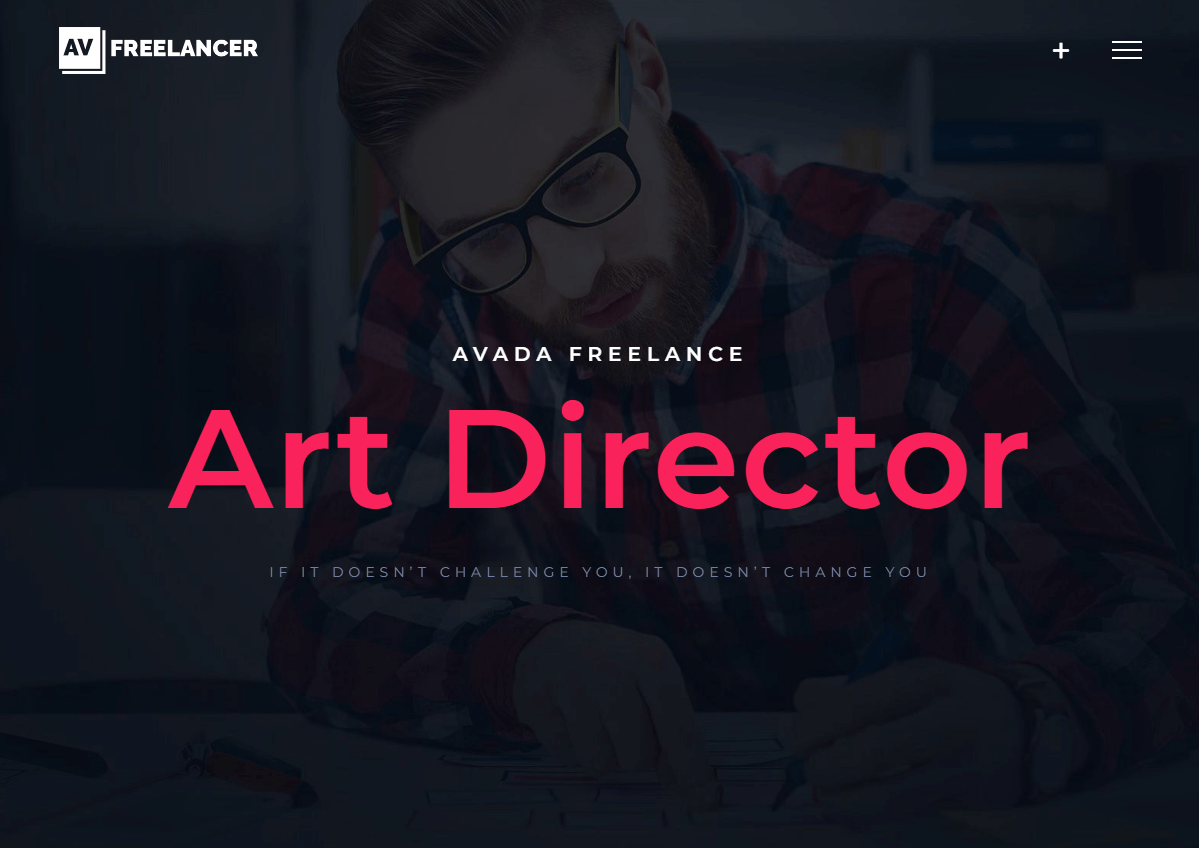 AV FREELANCER
AVADA FREELANCE
Art Director
IF IT DOESN'T CHALLENGE YOU, IT DOESN'T CHANGE YOU